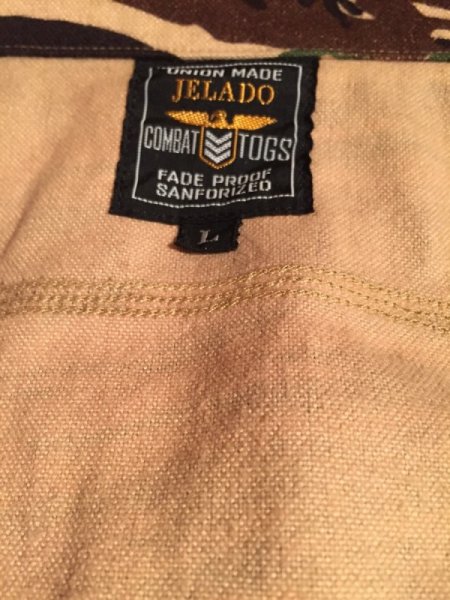 UNION MADE
JELADO
COMBAT TOGS
FADE PROOF
SANFORIZED
L